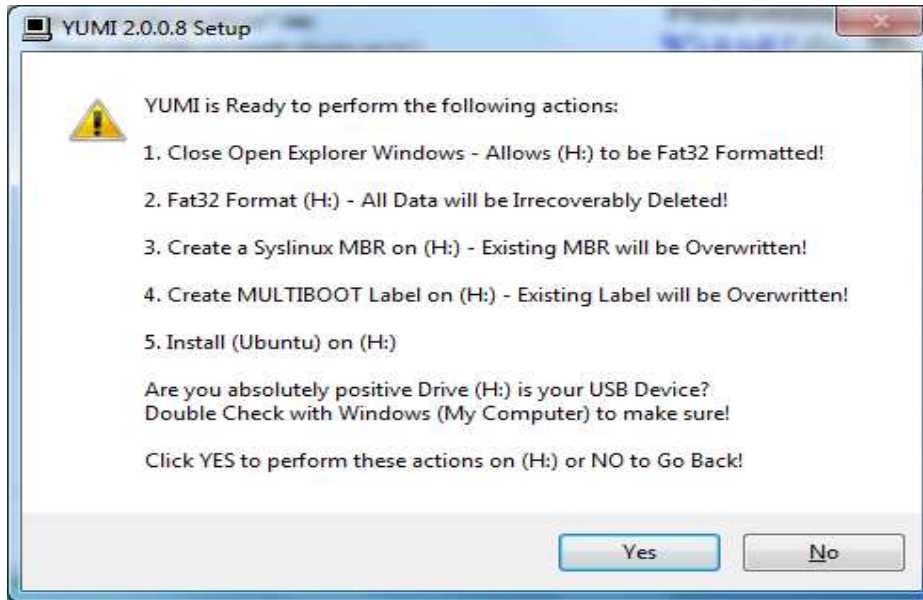 YUMI 2.0.0.8 Setup
YUMI is Ready to perform the following actions:
1. Close Open Explorer Windows - Allows (H:) to be Fat32 Formatted!
2. Fat32 Format (H:) - All Data will be Irrecoverably Deleted!
3. Create a Syslinux MBR on (H:) - Existing MBR will be Overwritten!
4. Create MULTIBOOT Label on (H:) - Existing Label will be Overwritten!
5. Install (Ubuntu) on (H:)
Are you absolutely positive Drive (H:) is your USB Device?
Double Check with Windows (My Computer) to make sure!
Click YES to perform these actions on (H:) or NO to Go Back!
Yes
No